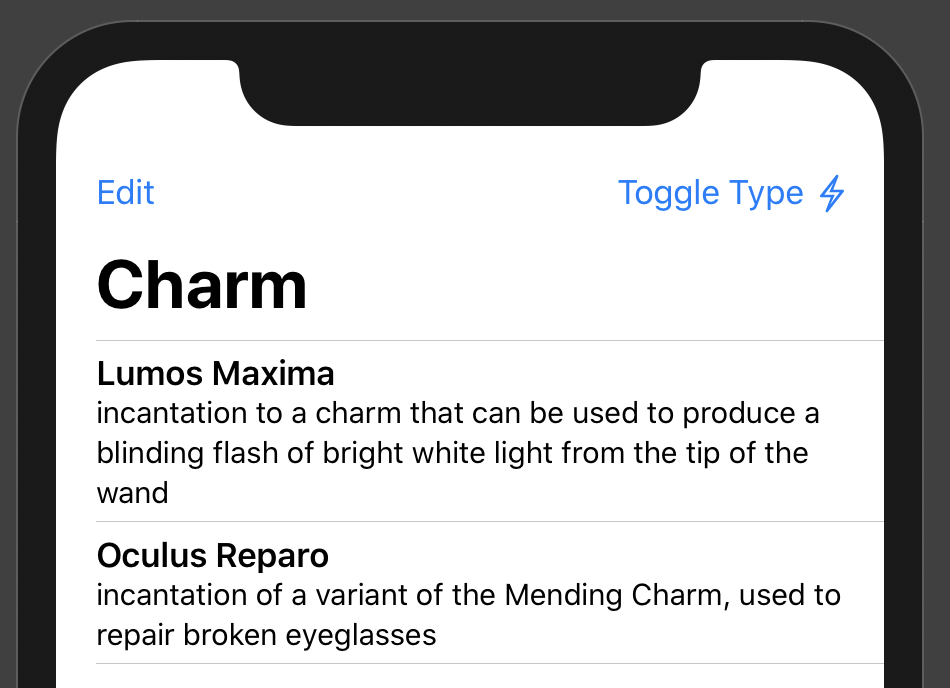 Edit
Toggle Type
Charm
Lumos Maxima
incantation to a charm that can be used to produce a
blinding flash of bright white light from the tip of the
wand
Oculus Reparo
incantation of a variant of the Mending Charm, used to
repair broken eyeglasses